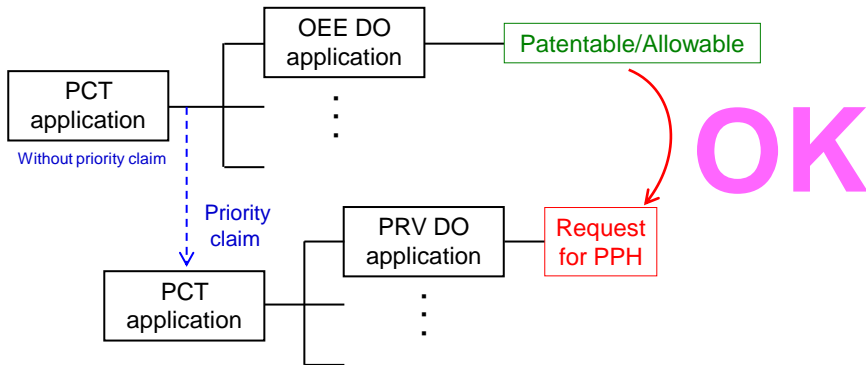 OEE DO
application
Patentable/Allowable
PCT
application
Without priority claim
OK
Priority
claim
PRV DO
application
Request
for PPH
PCT
application